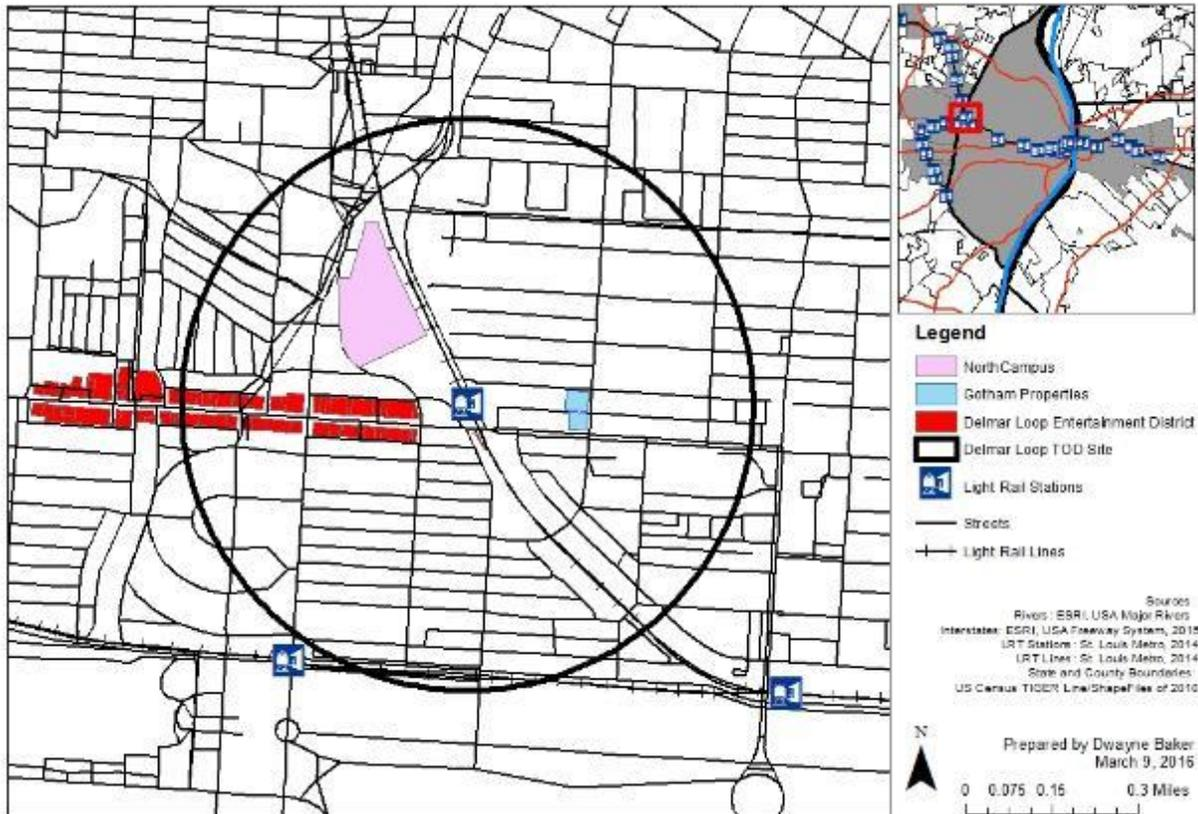 Legend
NorthCampus
Gotham Properties
Delmar Loop Entertainment District
Delmar Loop TOD Site
Light Rail Stations
Streets
Light Rail Lines
Sources
Rivers: ESRI, USA Major Rivers
Interstates: ESRI, USA Freeway System, 2015
LRT Stations: St. Louis Metro, 2014
LRT Lines: St. Louis Metro, 2014
State and County Boundaries:
US Census TIGER Line/ShapeFiles of 2010
N
Prepared by Dwayne Baker
March 9, 2016
0 0.075 0.15 0.3 Miles